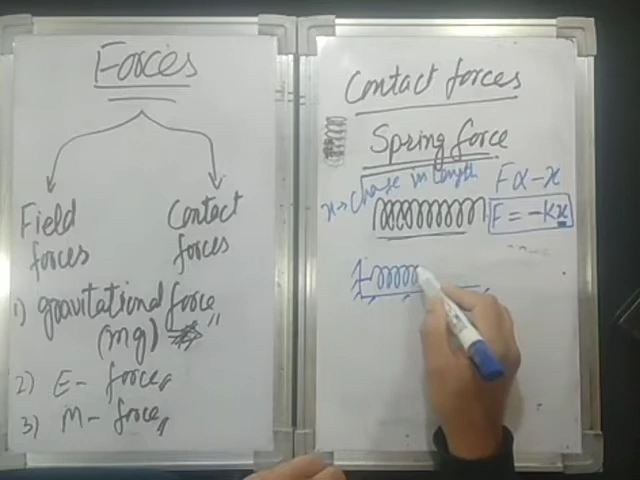 Forces
Field
forces
Contact
forces
1) gravitational force
(mg)
2) E- force
3) M- force
Contact forces
Spring force
x→ Change in length
F α -x
F = -Kx